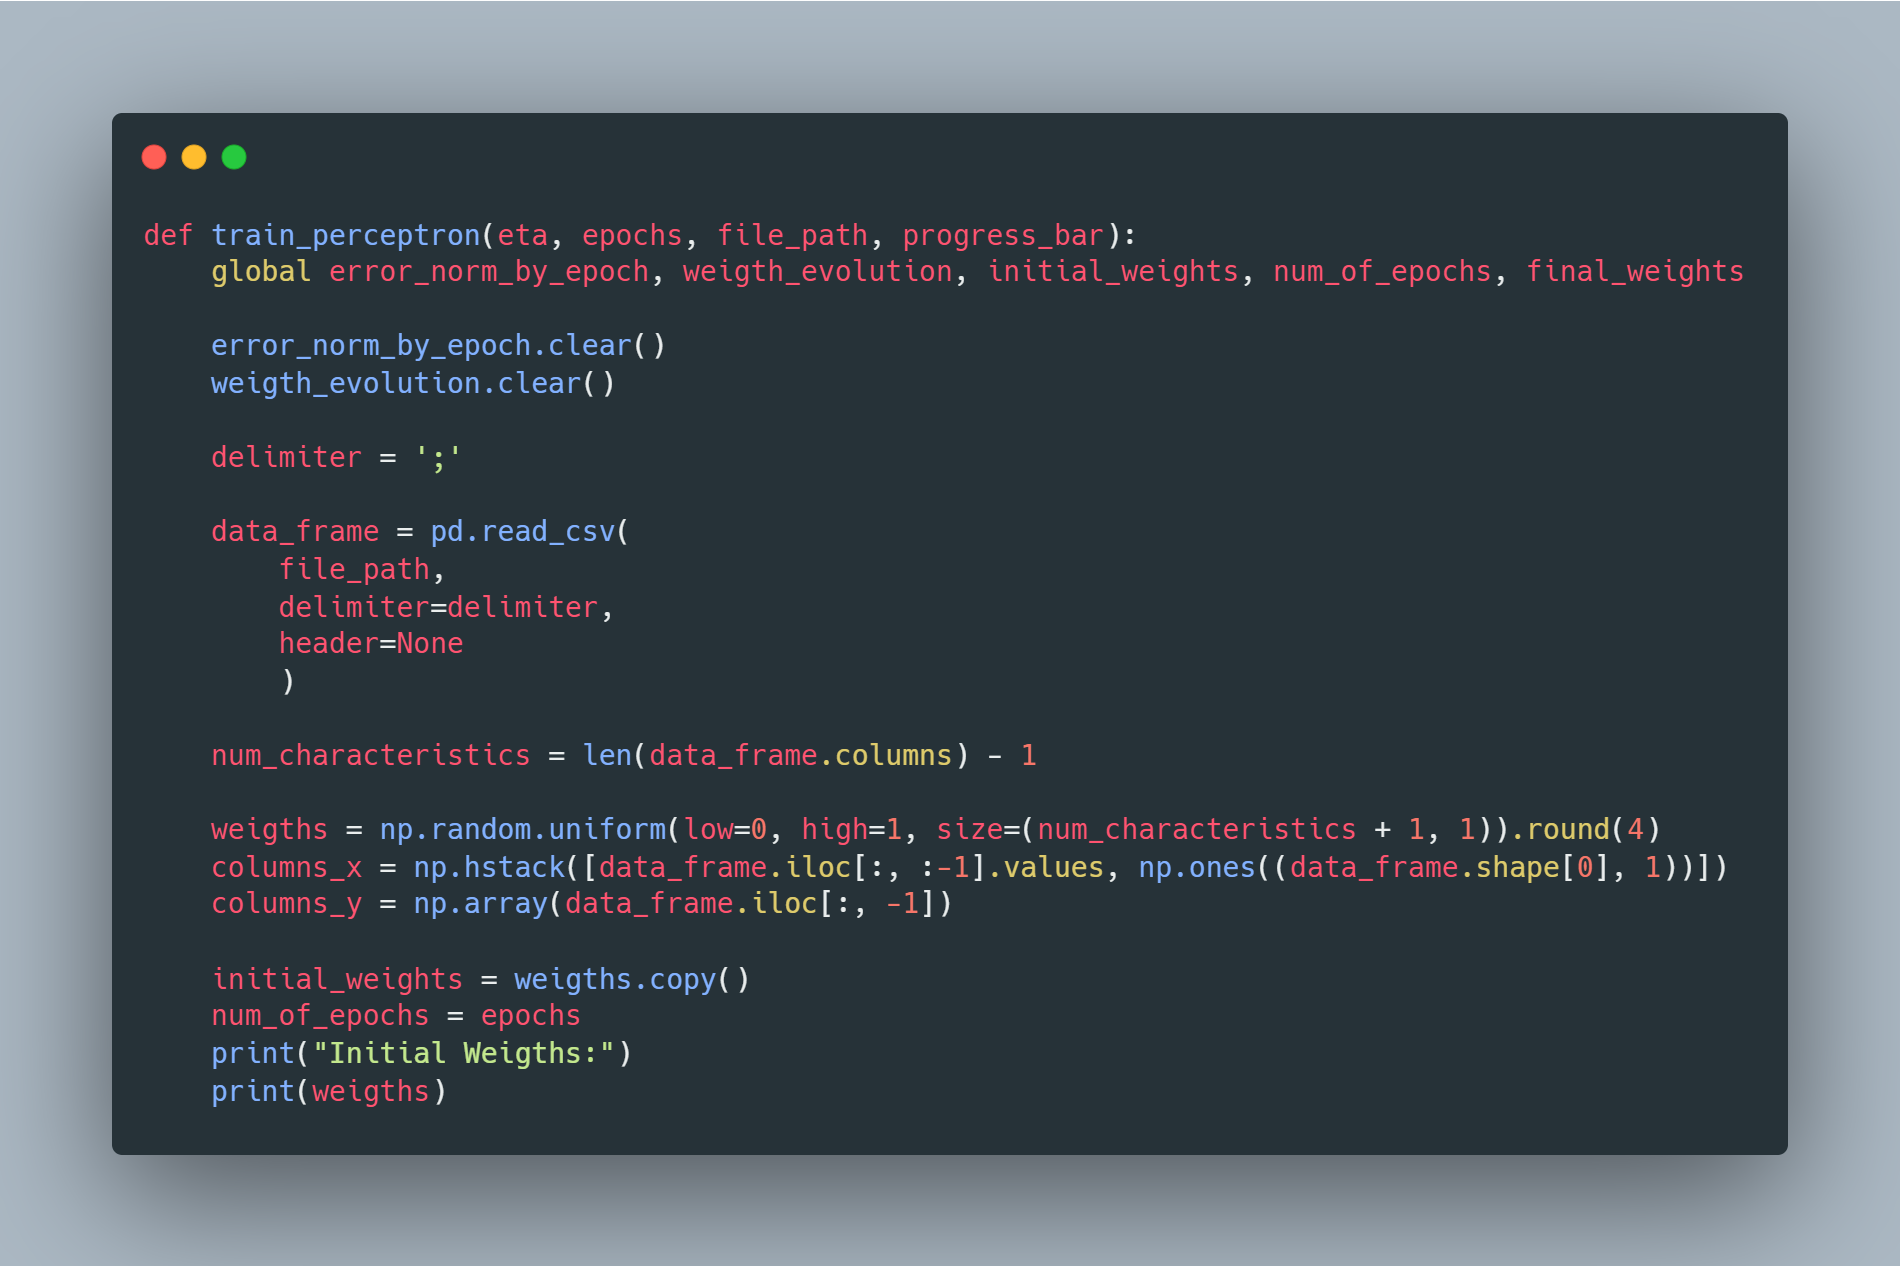 def train_perceptron(eta, epochs, file_path, progress_bar):
    global error_norm_by_epoch, weigth_evolution, initial_weights, num_of_epochs, final_weights

    error_norm_by_epoch.clear()
    weigth_evolution.clear()

    delimiter = ';'

    data_frame = pd.read_csv(
        file_path,
        delimiter=delimiter,
        header=None
        )

    num_characteristics = len(data_frame.columns) - 1

    weigths = np.random.uniform(low=0, high=1, size=(num_characteristics + 1, 1)).round(4)
    columns_x = np.hstack([data_frame.iloc[:, :-1].values, np.ones((data_frame.shape[0], 1))])
    columns_y = np.array(data_frame.iloc[:, -1])

    initial_weights = weigths.copy()
    num_of_epochs = epochs
    print("Initial Weigths:")
    print(weigths)